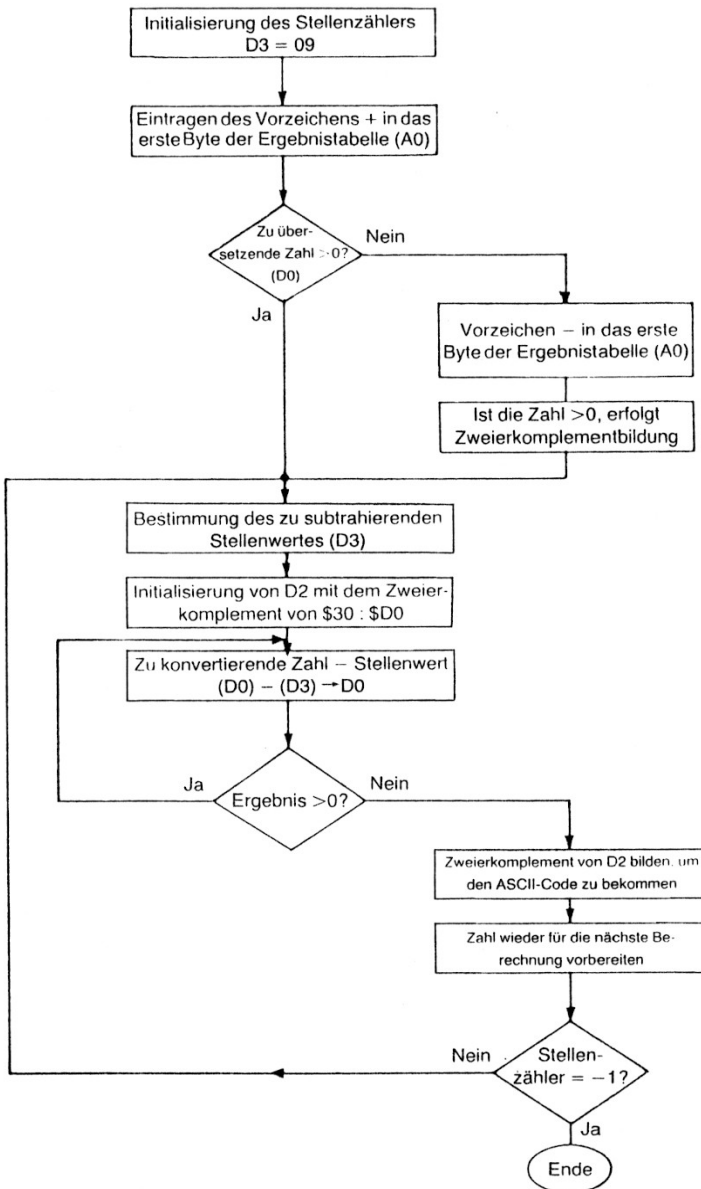 Initialisierung des Stellenzählers
D3 = 09
Eintragen des Vorzeichens + in das
erste Byte der Ergebnistabelle (A0)
Zu über-
setzende Zahl >0?
(D0)
Nein
Ja
Vorzeichen – in das erste
Byte der Ergebnistabelle (A0)
Ist die Zahl >0, erfolgt
Zweierkomplementbildung
Bestimmung des zu subtrahierenden
Stellenwertes (D3)
Initialisierung von D2 mit dem Zweier-
komplement von $30 : $D0
Zu konvertierende Zahl – Stellenwert
(D0) – (D3) → D0
Ja
Ergebnis >0?
Nein
Zweierkomplement von D2 bilden, um
den ASCII-Code zu bekommen
Zahl wieder für die nächste Be-
rechnung vorbereiten
Nein
Stellen-
zähler = –1?
Ja
Ende